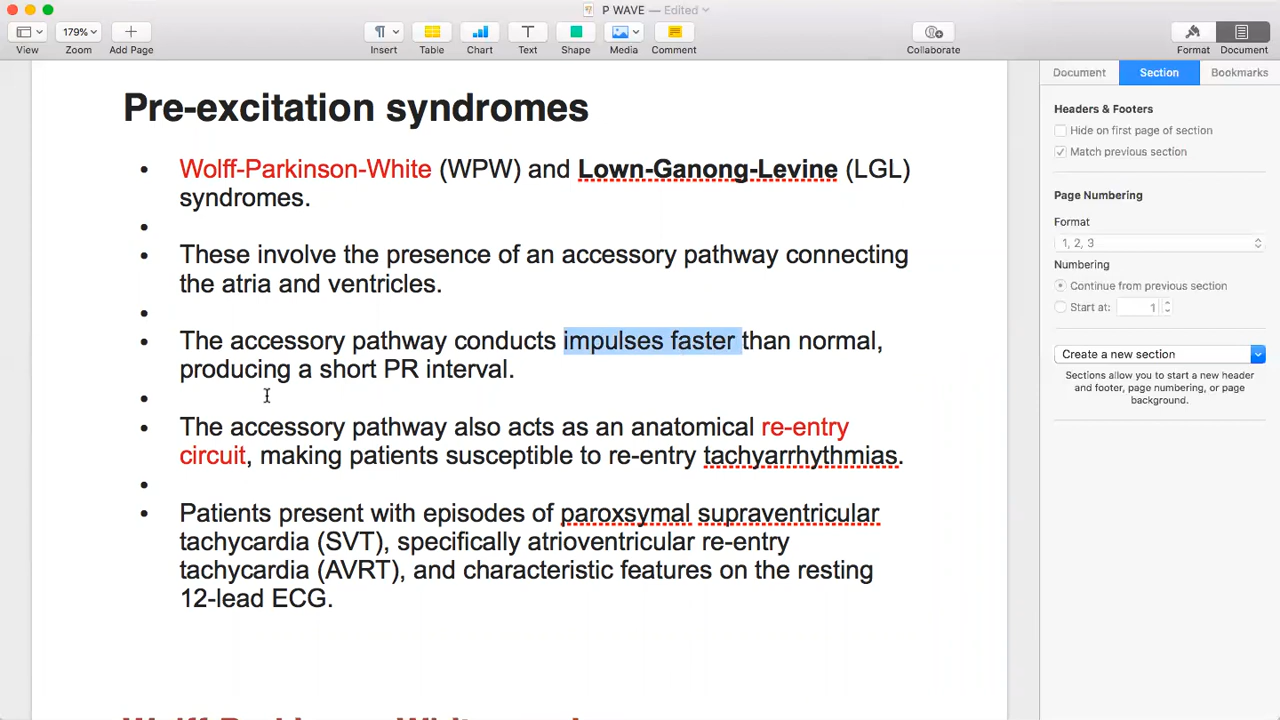 P WAVE — Edited
View
179%
Zoom
Add Page
Insert
Table
Chart
Text
Shape
Media
Comment
Collaborate
Format
Document
Pre-excitation syndromes
• Wolff-Parkinson-White (WPW) and Lown-Ganong-Levine (LGL)
syndromes.
•
• These involve the presence of an accessory pathway connecting
the atria and ventricles.
•
• The accessory pathway conducts impulses faster than normal,
producing a short PR interval.
•
• The accessory pathway also acts as an anatomical re-entry
circuit, making patients susceptible to re-entry tachyarrhythmias.
•
• Patients present with episodes of paroxsymal supraventricular
tachycardia (SVT), specifically atrioventricular re-entry
tachycardia (AVRT), and characteristic features on the resting
12-lead ECG.
Document
Section
Bookmarks
Headers & Footers
Hide on first page of section
Match previous section
Page Numbering
Format
1, 2, 3
Numbering
Continue from previous section
Start at: 1
Create a new section
Sections allow you to start a new header
and footer, page numbering, or page
background.